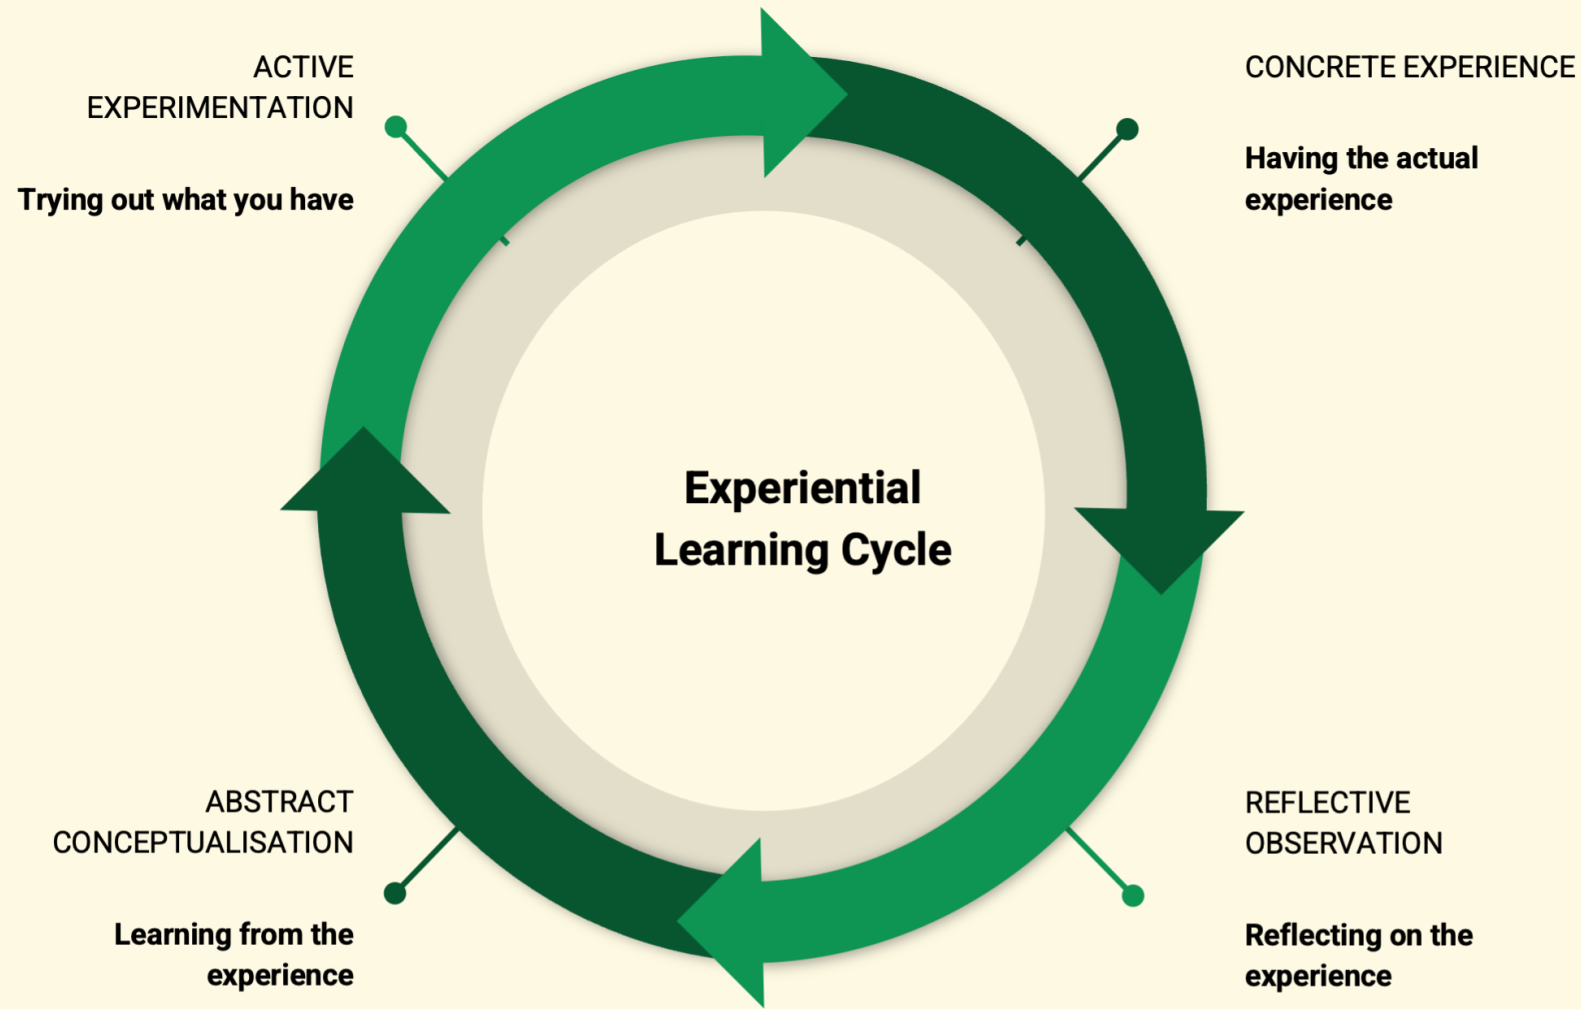 ACTIVE
EXPERIMENTATION
Trying out what you have
CONCRETE EXPERIENCE
Having the actual
experience
Experiential
Learning Cycle
ABSTRACT
CONCEPTUALISATION
Learning from the
experience
REFLECTIVE
OBSERVATION
Reflecting on the
experience